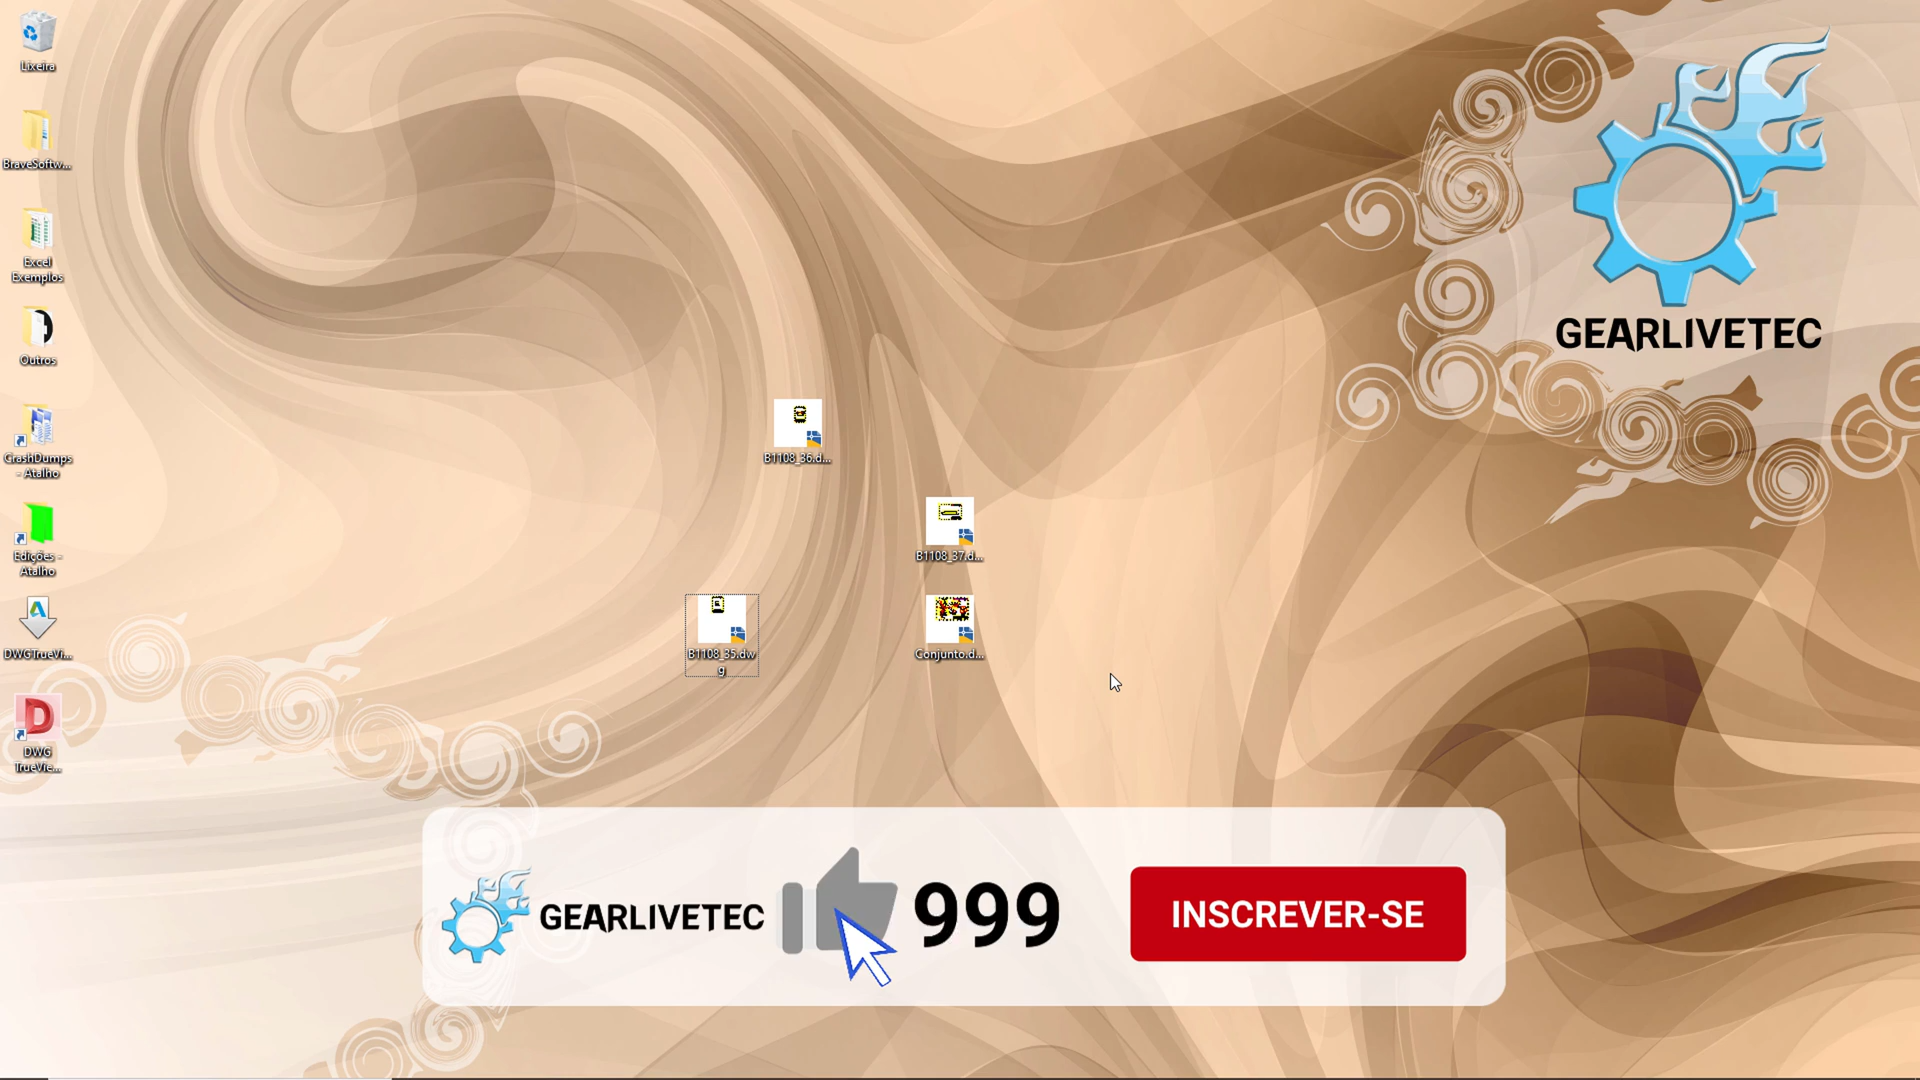 Lixeira
BraveSoftw...
Excel
Exemplos
Outros
CrashDumps
- Atalho
Edições -
Atalho
DWGTrueVi...
DWG
TrueVie...
B1108_36.d...
B1108_37.d...
B1108_35.dw
g
Conjunto.d...
GEARLIVETEC
GEARLIVETEC
999
INSCREVER-SE